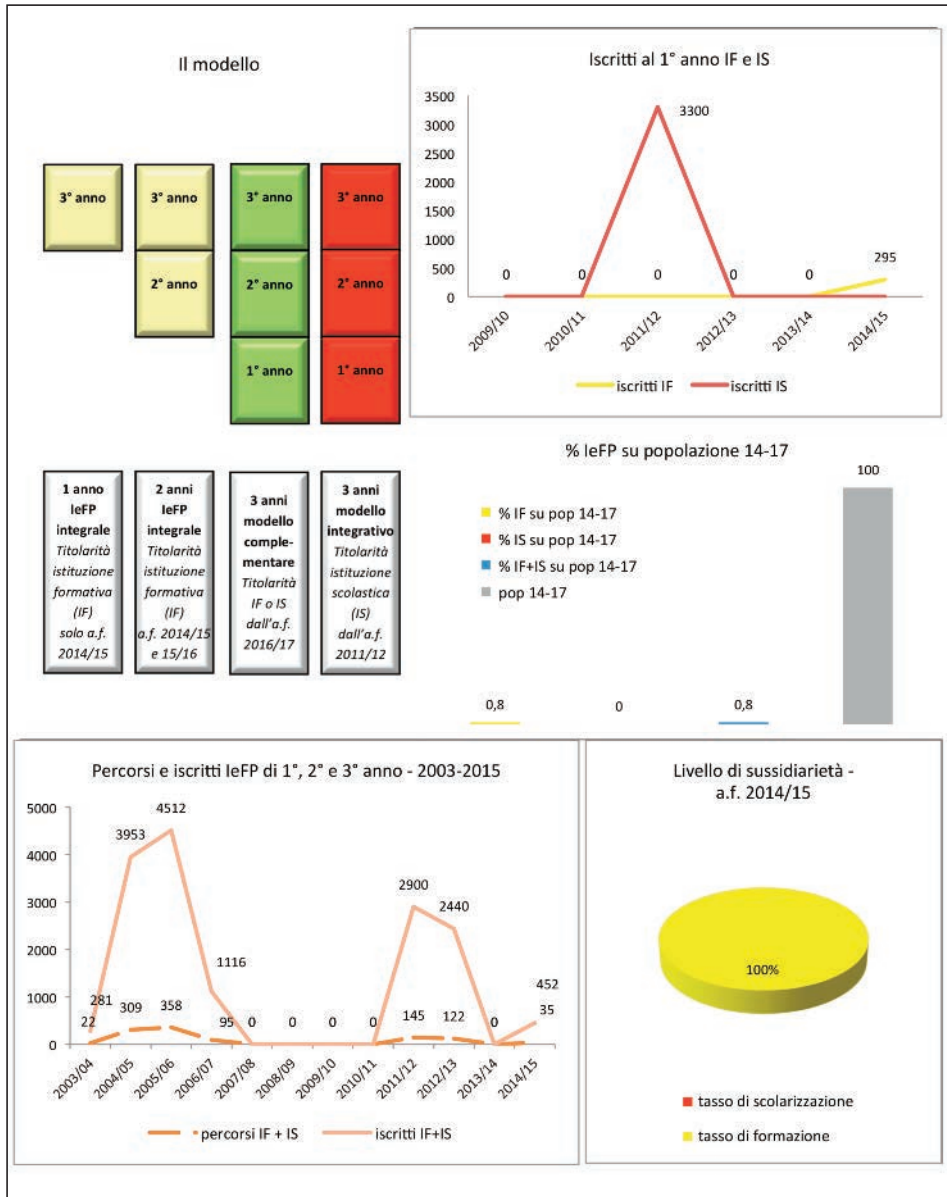 Il modello
3° anno
3° anno
3° anno
3° anno
2° anno
2° anno
2° anno
1° anno
1° anno
1 anno
IeFP
integrale
Titolarità
istituzione
formativa
(IF)
solo a.f.
2014/15
2 anni
IeFP
integrale
Titolarità
istituzione
formativa
(IF)
a.f. 2014/15
e 15/16
3 anni
modello
comple-
mentare
Titolarità
IF o IS
dall'a.f.
2016/17
3 anni
modello
integrativo
Titolarità
istituzione
scolastica
(IS)
dall'a.f.
2011/12
Iscritti al 1° anno IF e IS
3500
3000
2500
2000
1500
1000
500
0
3300
0
0
0
0
0
295
2009/10
2010/11
2011/12
2012/13
2013/14
2014/15
iscritti IF
iscritti IS
% IeFP su popolazione 14-17
% IF su pop 14-17
% IS su pop 14-17
% IF+IS su pop 14-17
pop 14-17
0,8
0
0,8
100
Percorsi e iscritti IeFP di 1°, 2° e 3° anno - 2003-2015
5000
4000
3000
2000
1000
0
281
3953
4512
1116
2900
2440
452
22
309
358
95
0
0
0
0
145
122
0
35
2003/04
2004/05
2005/06
2006/07
2007/08
2008/09
2009/10
2010/11
2011/12
2012/13
2013/14
2014/15
percorsi IF + IS
iscritti IF+IS
Livello di sussidiarietà -
a.f. 2014/15
100%
tasso di scolarizzazione
tasso di formazione